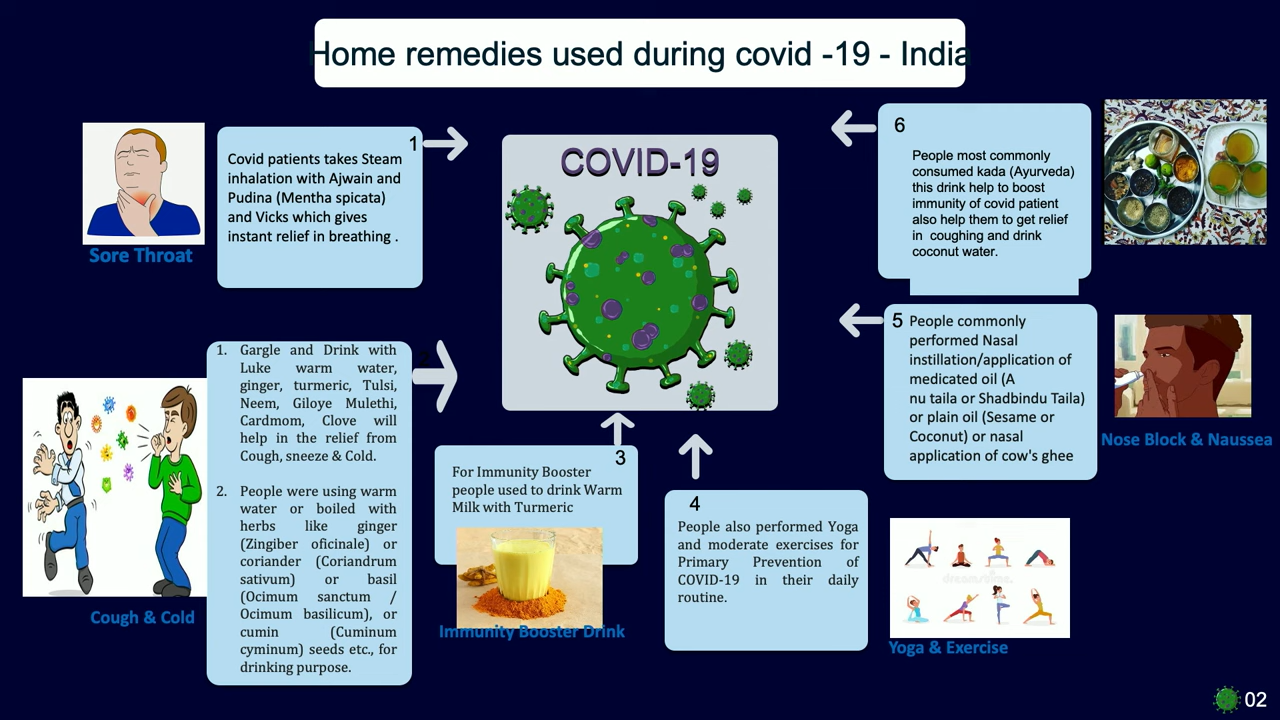 Home remedies used during covid -19 - India
1
Covid patients takes Steam
inhalation with Ajwain and
Pudina (Mentha spicata)
and Vicks which gives
instant relief in breathing .
Sore Throat
COVID-19
6
People most commonly
consumed kada (Ayurveda)
this drink help to boost
immunity of covid patient
also help them to get relief
in coughing and drink
coconut water.
2
1. Gargle and Drink with
Luke warm water,
ginger, turmeric, Tulsi,
Neem, Giloye Mulethi,
Cardmom, Clove will
help in the relief from
Cough, sneeze & Cold.
2. People were using warm
water or boiled with
herbs like ginger
(Zingiber oficinale) or
coriander (Coriandrum
sativum) or basil
(Ocimum sanctum /
Ocimum basilicum), or
cumin (Cuminum
cyminum) seeds etc., for
drinking purpose.
Cough & Cold
3
For Immunity Booster
people used to drink Warm
Milk with Turmeric
Immunity Booster Drink
4
People also performed Yoga
and moderate exercises for
Primary Prevention of
COVID-19 in their daily
routine.
dreamstime.
Yoga & Exercise
5 People commonly
performed Nasal
instillation/application of
medicated oil (A
nu taila or Shadbindu Taila)
or plain oil (Sesame or
Coconut) or nasal
application of cow's ghee
Nose Block & Naussea
02